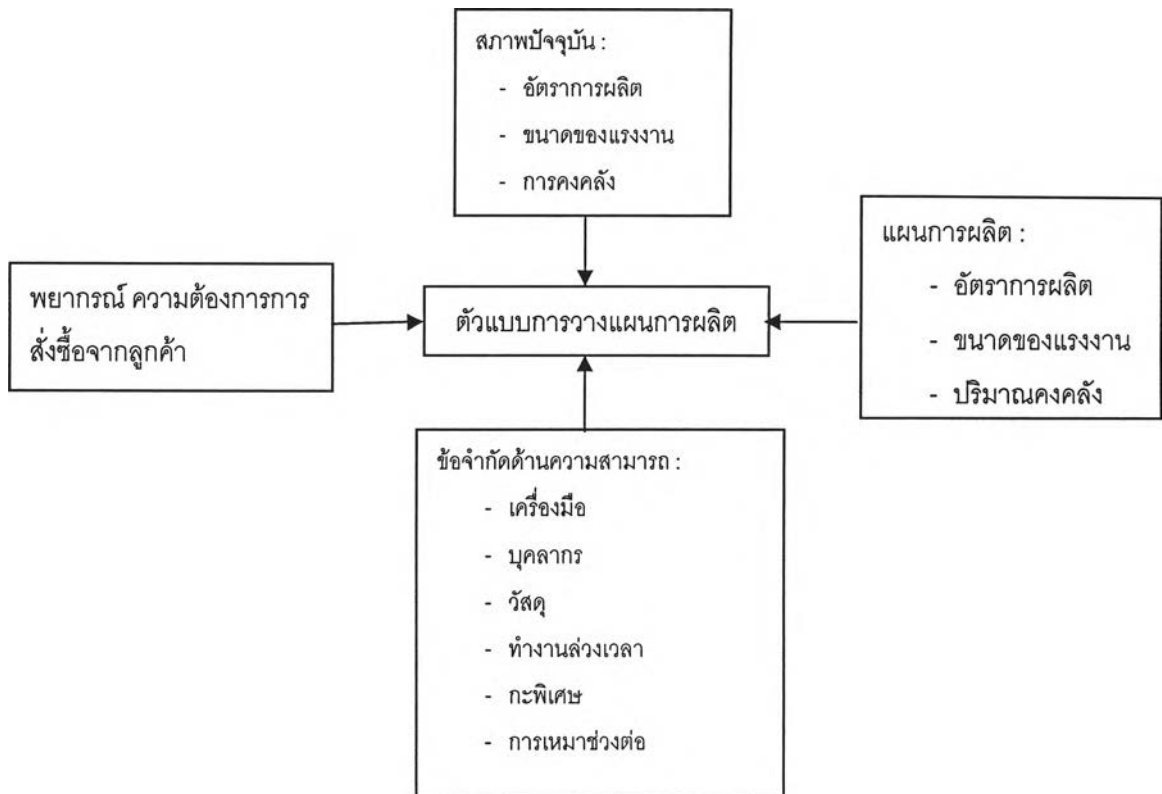 สภาพปัจจุบัน :
- อัตราการผลิต
- ขนาดของแรงงาน
- การคงคลัง
พยากรณ์ ความต้องการการ
สั่งซื้อจากลูกค้า
ตัวแบบการวางแผนการผลิต
แผนการผลิต :
- อัตราการผลิต
- ขนาดของแรงงาน
- ปริมาณคงคลัง
ข้อจำกัดด้านความสามารถ :
- เครื่องมือ
- บุคลากร
- วัสดุ
- ทำงานล่วงเวลา
- กะพิเศษ
- การเหมาช่วงต่อ